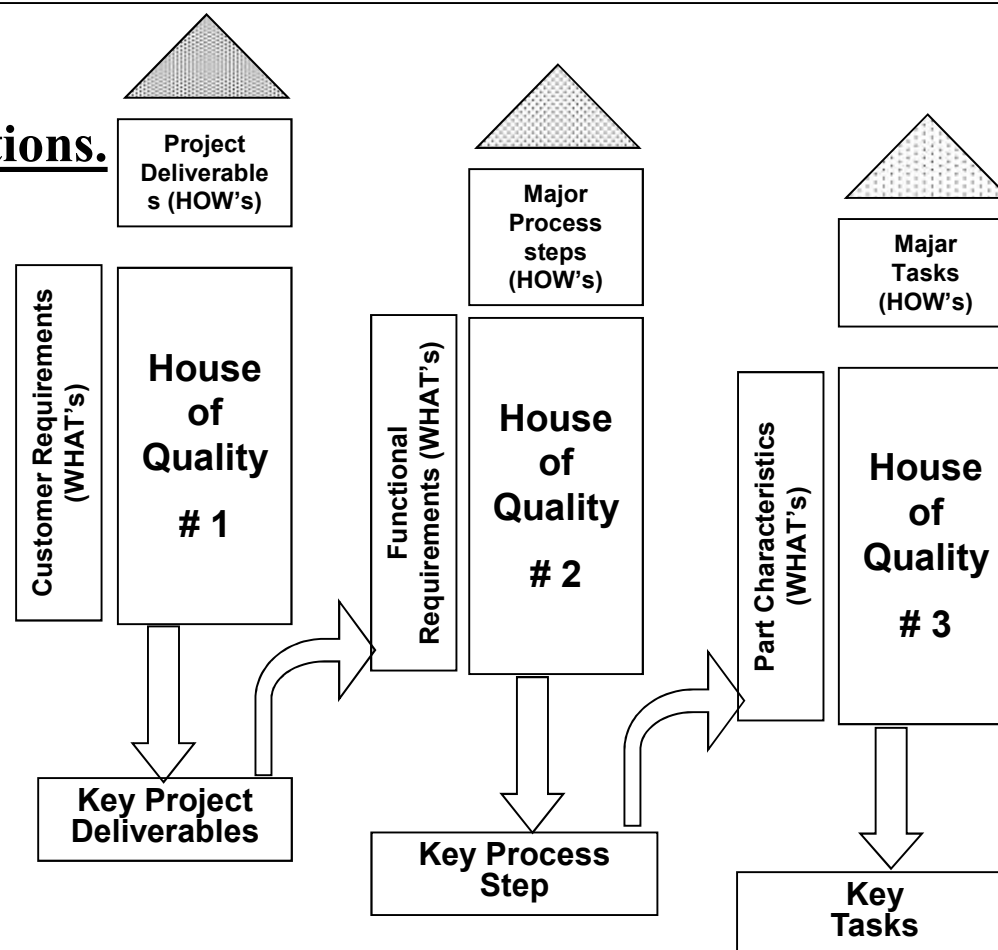 tions.
Project
Deliverable
s (HOW's)
Customer Requirements
(WHAT's)
House
of
Quality
# 1
Key Project
Deliverables
Major
Process
steps
(HOW's)
Functional
Requirements (WHAT's)
House
of
Quality
# 2
Key Process
Step
Majar
Tasks
(HOW's)
Part Characteristics
(WHAT's)
House
of
Quality
# 3
Key
Tasks